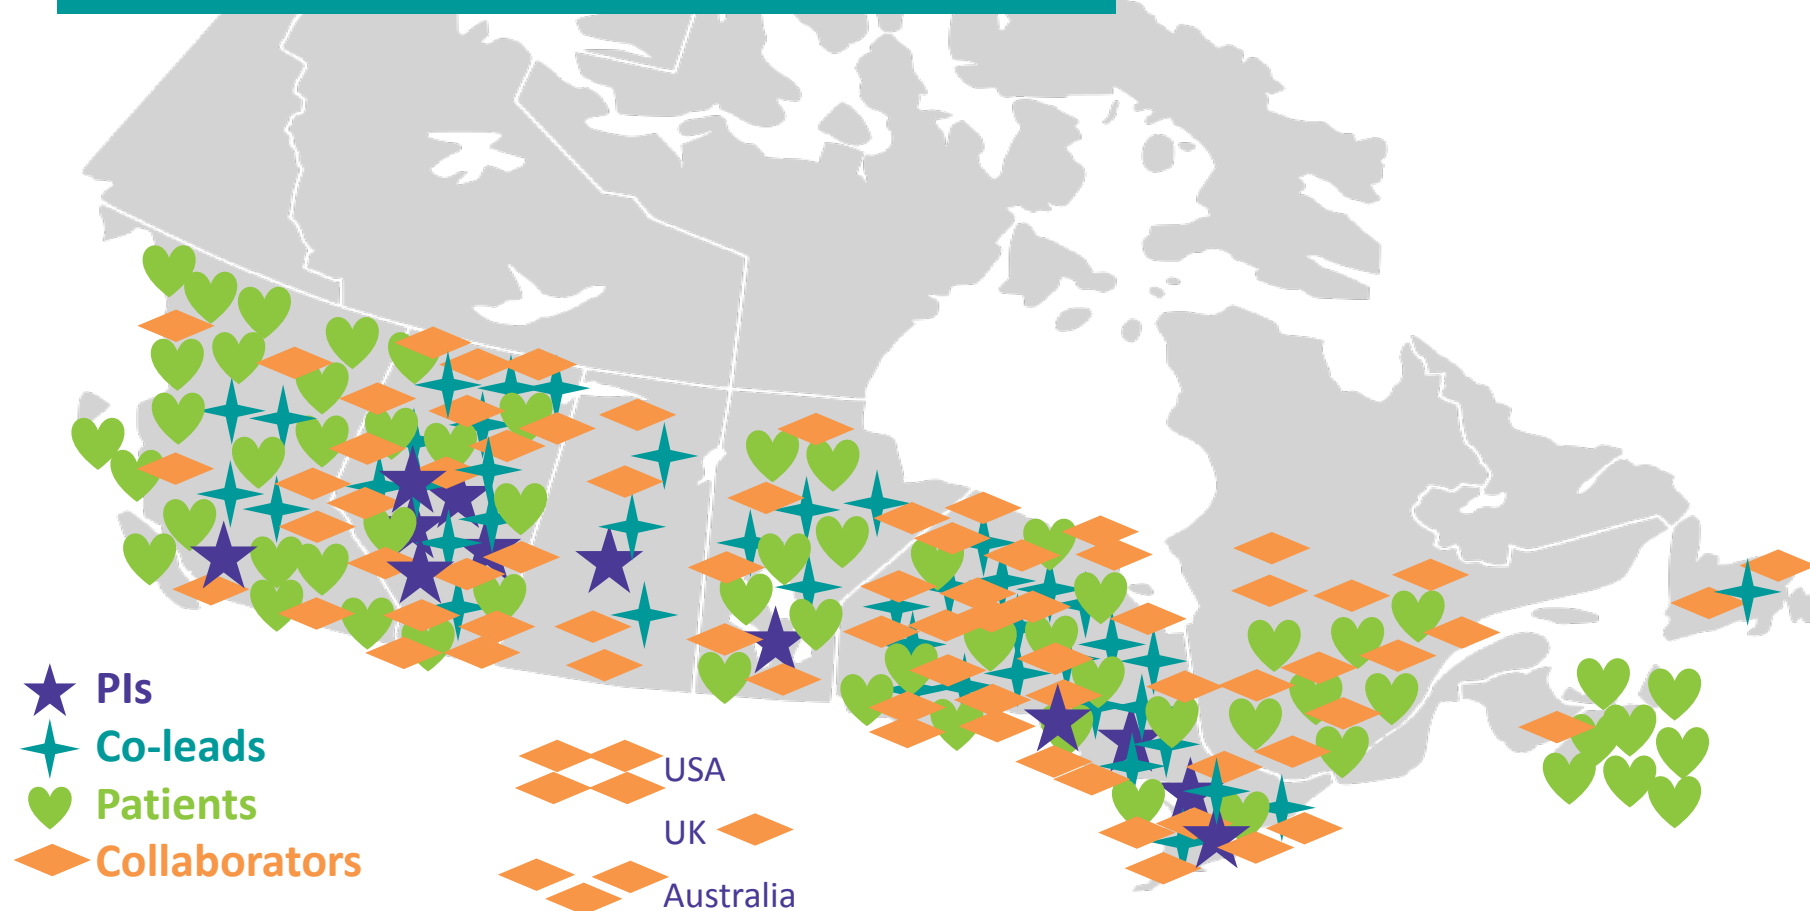 PIs
Co-leads
Patients
Collaborators
USA
UK
Australia